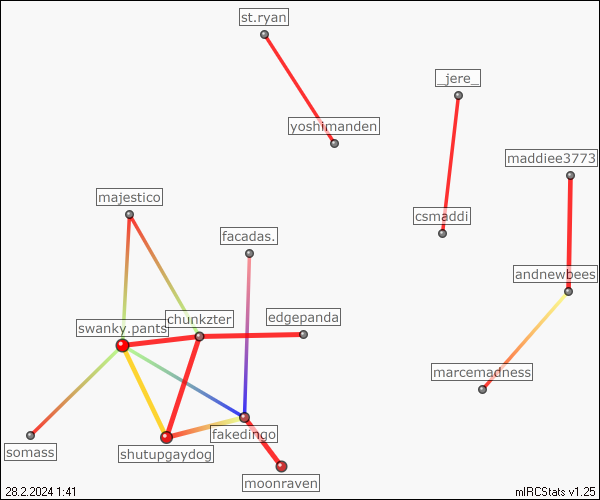 st.ryan
_jere_
yoshimanden
maddiee3773
majestico
csmaddi
facadas.
andnewbees
chunkzter
edgepanda
swanky.pants
marcemadness
fakedingo
somass
shutupgaydog
moonraven
28.2.2024 1:41
mIRCStats v1.25